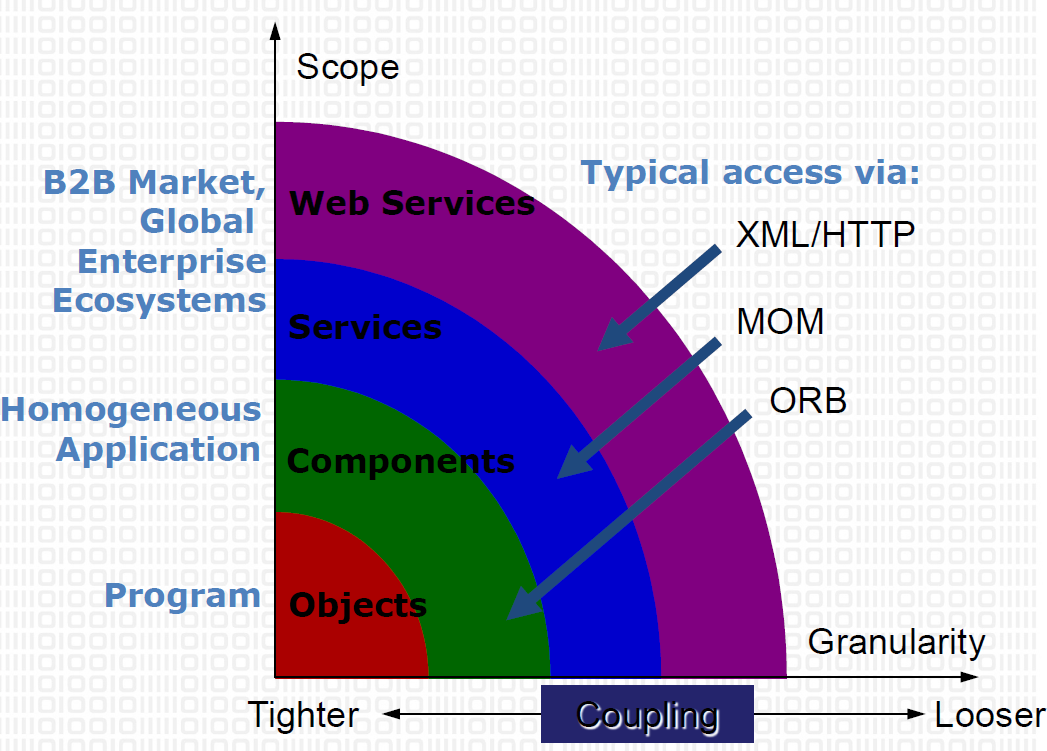 Scope
B2B Market,
Global
Enterprise
Ecosystems
Typical access via:
Web Services
XML/HTTP
Services
MOM
Homogeneous
Application
ORB
Components
Program
Objects
Granularity
Tighter
Coupling
Looser